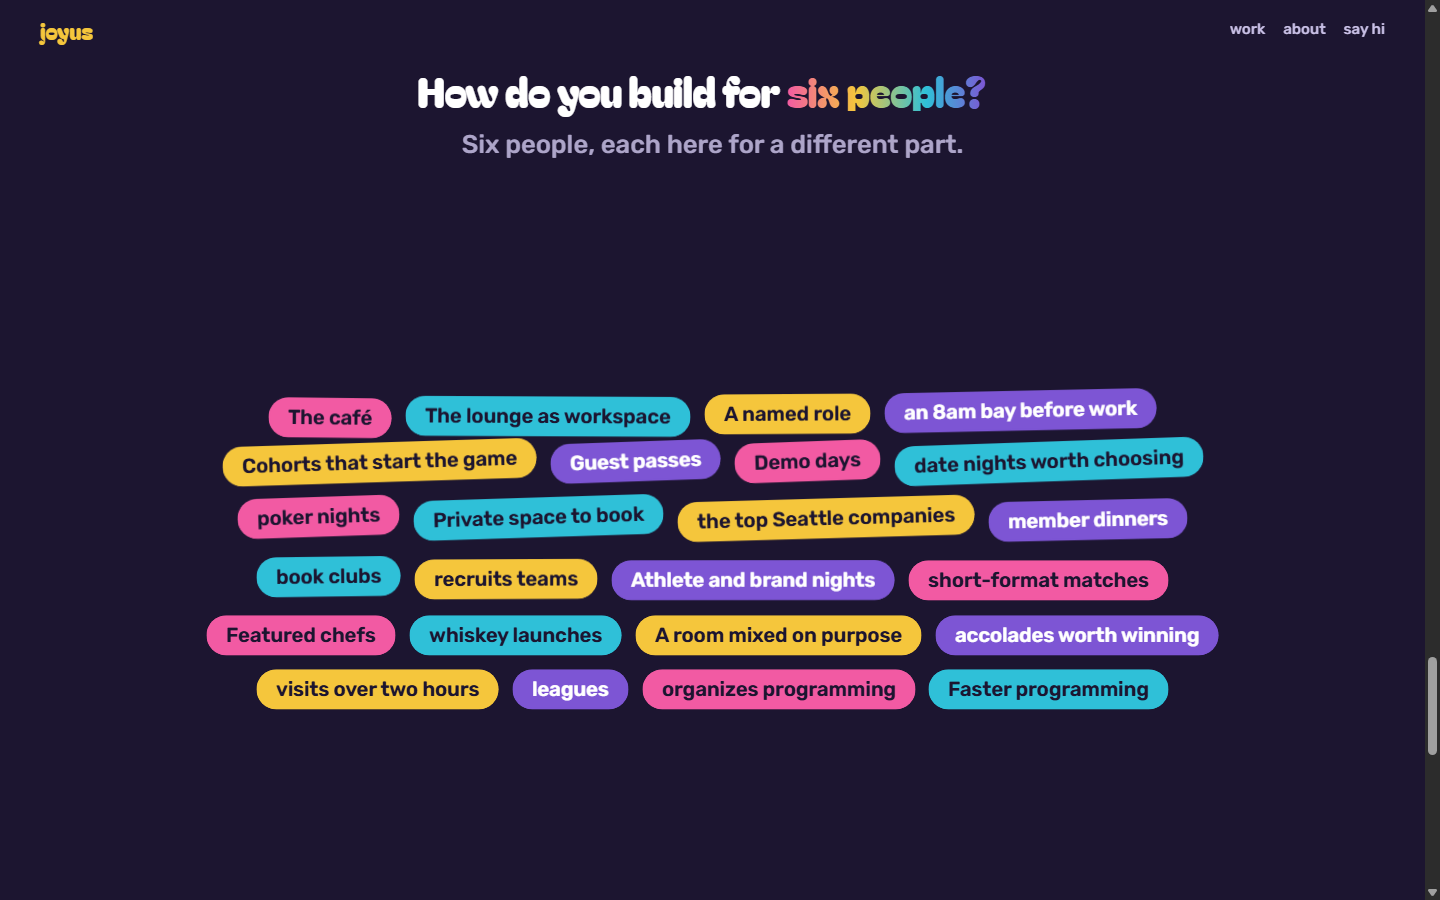 joyus
work about say hi
How do you build for six people?
Six people, each here for a different part.
The café The lounge as workspace A named role an 8am bay before work
Cohorts that start the game Guest passes Demo days date nights worth choosing
poker nights Private space to book the top Seattle companies member dinners
book clubs recruits teams Athlete and brand nights short-format matches
Featured chefs whiskey launches A room mixed on purpose accolades worth winning
visits over two hours leagues organizes programming Faster programming